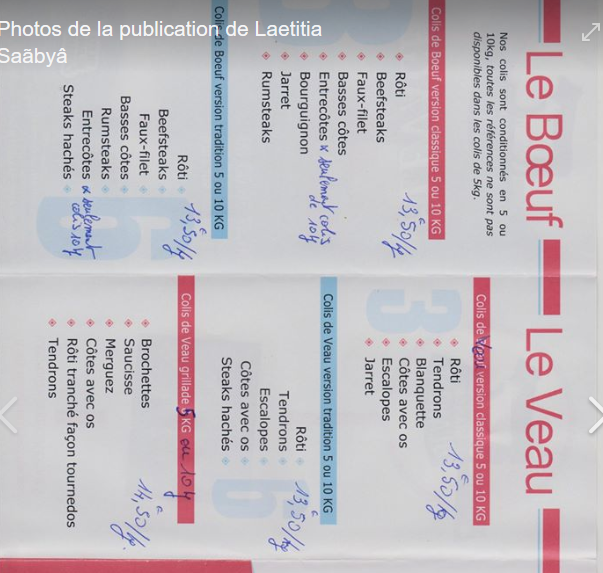 Photos de la publication de Laetitia
Saãbyâ
Le Bœuf
Nos colis sont conditionnés en 5 ou
10kg, toutes les références ne sont pas
disponibles dans les colis de 5kg.
Colis de Boeuf version classique 5 ou 10 KG
Rôti
Beefsteaks
Faux-filet
Basses côtes
Entrecôtes * seulement colis
de 10kg
Bourguignon
Jarret
Rumsteaks
13,50€/kg
Colis de Boeuf version tradition 5 ou 10 KG
Rôti
Beefsteaks
Faux-filet
Basses côtes
Rumsteaks
Entrecôtes * seulement
colis 10kg
Steaks hachés
13,50€/kg
Le Veau
Colis de Veau version classique 5 ou 10 KG
Rôti
Tendrons
Blanquette
Côtes avec os
Escalopes
Jarret
13,50€/kg
Colis de Veau version tradition 5 ou 10 KG
Rôti
Tendrons
Escalopes
Côtes avec os
Steaks hachés
13,50€/kg
Colis de Veau grillade 5 KG ou 10kg
Brochettes
Saucisse
Merguez
Côtes avec os
Rôti tranché façon tournedos
Tendrons
14,50€/kg